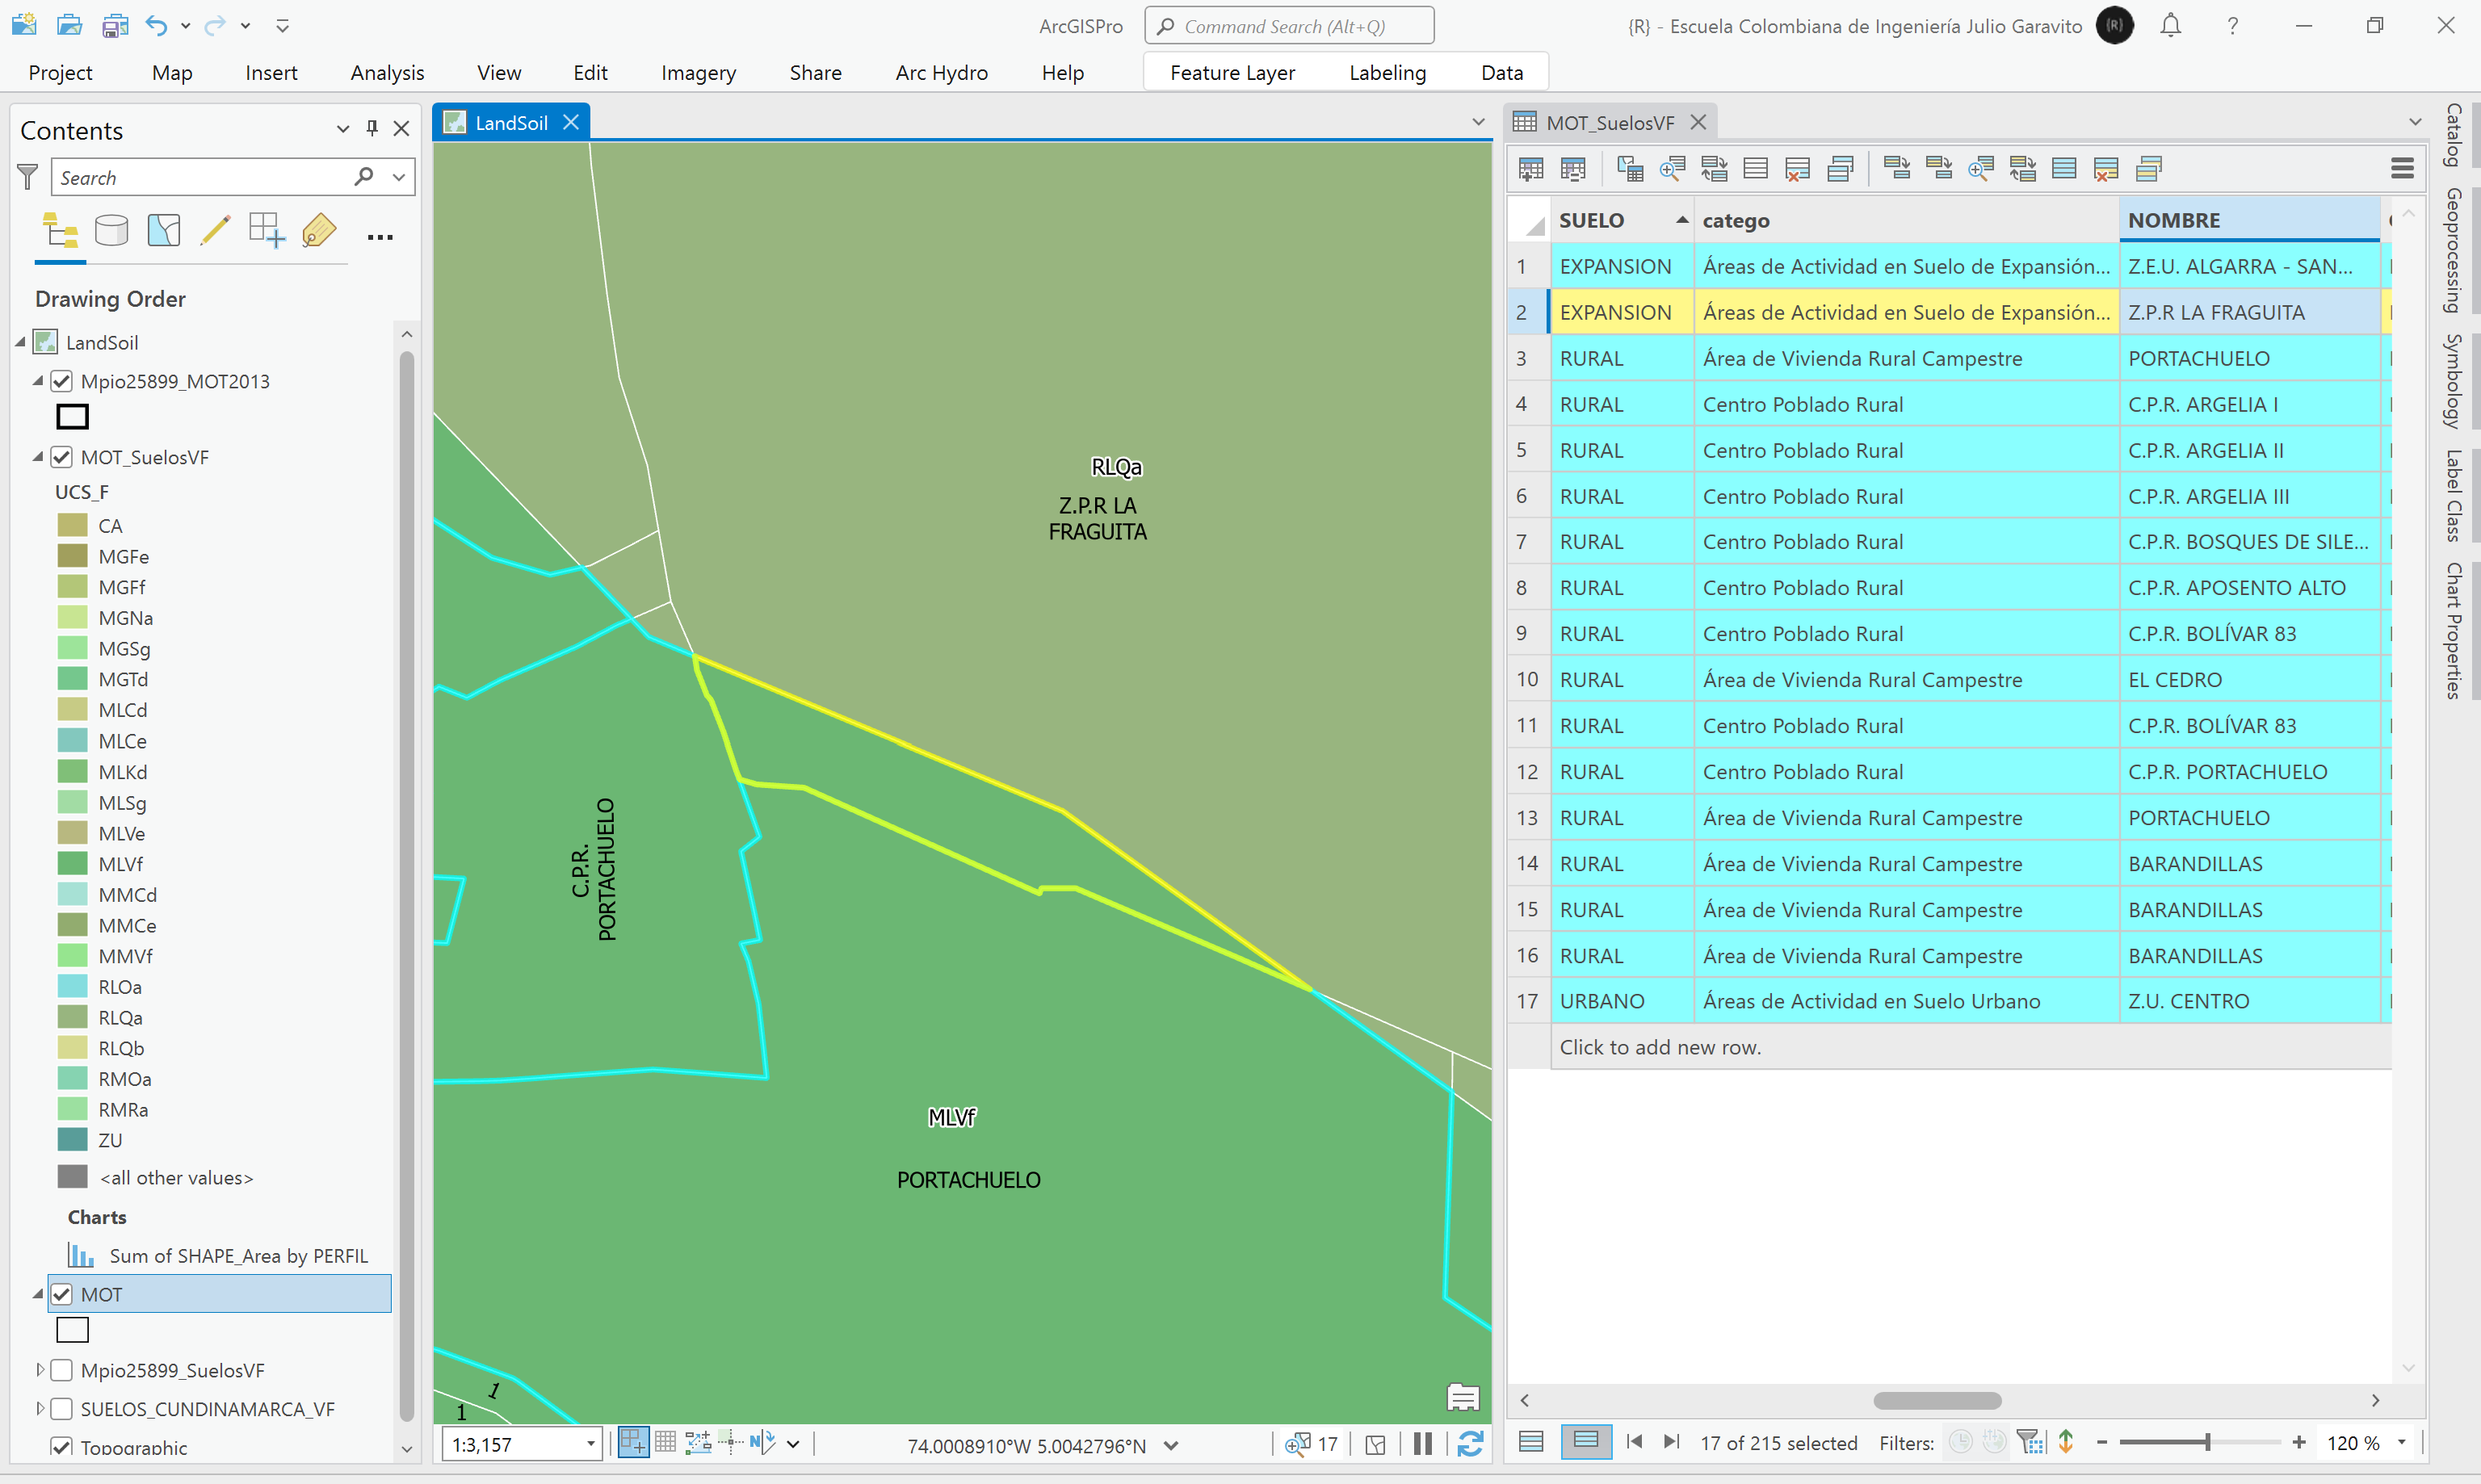 ArcGISPro
Command Search (Alt+Q)
{R} - Escuela Colombiana de Ingeniería Julio Garavito
{R}
Project
Map
Insert
Analysis
View
Edit
Imagery
Share
Arc Hydro
Help
Feature Layer
Labeling
Data
Contents
Search
Drawing Order
LandSoil
Mpio25899_MOT2013
MOT_SuelosVF
UCS_F
CA
MGFe
MGFf
MGNa
MGSg
MGTd
MLCd
MLCe
MLKd
MLSg
MLVe
MLVf
MMCd
MMCe
MMVf
RLOa
RLQa
RLQb
RMOa
RMRa
ZU
<all other values>
Charts
Sum of SHAPE_Area by PERFIL
MOT
Mpio25899_SuelosVF
SUELOS_CUNDINAMARCA_VF
Topographic
LandSoil
RLQa
Z.P.R LA
FRAGUITA
C.P.R.
PORTACHUELO
MLVf
PORTACHUELO
1
1
1:3,157
74.0008910°W 5.0042796°N
17
MOT_SuelosVF
SUELO catego NOMBRE
1 EXPANSION Áreas de Actividad en Suelo de Expansión... Z.E.U. ALGARRA - SAN...
2 EXPANSION Áreas de Actividad en Suelo de Expansión... Z.P.R LA FRAGUITA
3 RURAL Área de Vivienda Rural Campestre PORTACHUELO
4 RURAL Centro Poblado Rural C.P.R. ARGELIA I
5 RURAL Centro Poblado Rural C.P.R. ARGELIA II
6 RURAL Centro Poblado Rural C.P.R. ARGELIA III
7 RURAL Centro Poblado Rural C.P.R. BOSQUES DE SILE...
8 RURAL Centro Poblado Rural C.P.R. APOSENTO ALTO
9 RURAL Centro Poblado Rural C.P.R. BOLÍVAR 83
10 RURAL Área de Vivienda Rural Campestre EL CEDRO
11 RURAL Centro Poblado Rural C.P.R. BOLÍVAR 83
12 RURAL Centro Poblado Rural C.P.R. PORTACHUELO
13 RURAL Área de Vivienda Rural Campestre PORTACHUELO
14 RURAL Área de Vivienda Rural Campestre BARANDILLAS
15 RURAL Área de Vivienda Rural Campestre BARANDILLAS
16 RURAL Área de Vivienda Rural Campestre BARANDILLAS
17 URBANO Áreas de Actividad en Suelo Urbano Z.U. CENTRO
Click to add new row.
17 of 215 selected
Filters:
120 %
Catalog
Geoprocessing
Symbology
Label Class
Chart Properties